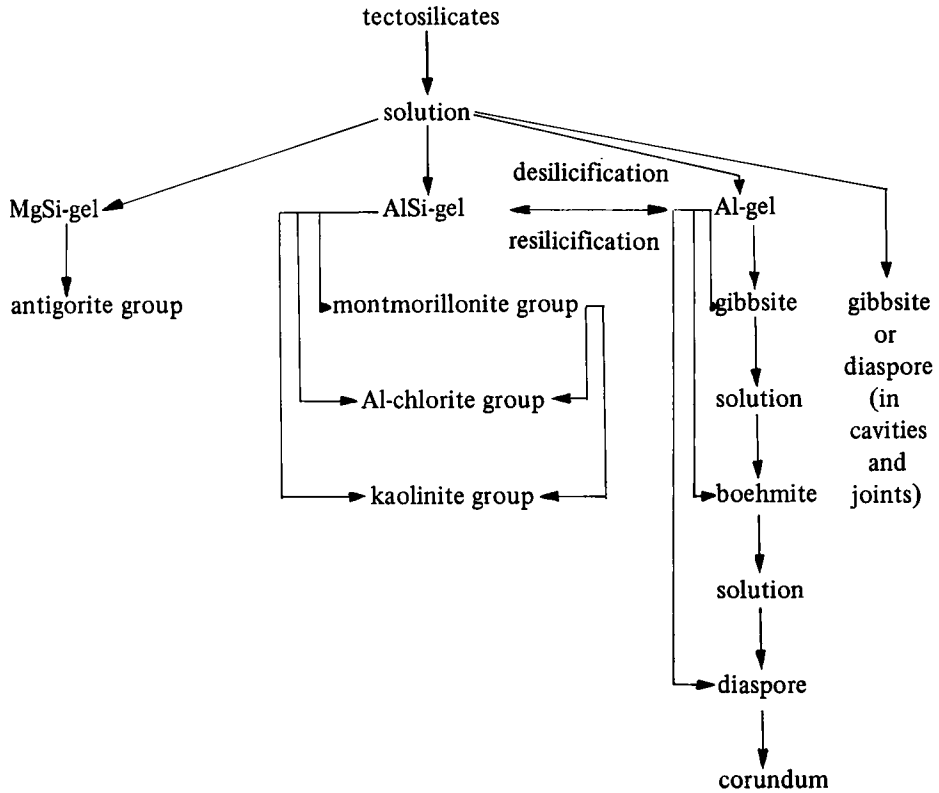 tectosilicates
solution
desilicification
MgSi-gel
AlSi-gel
Al-gel
resilicification
antigorite group
montmorillonite group
gibbsite
gibbsite
or
diaspore
(in
cavities
and
joints)
Al-chlorite group
solution
kaolinite group
boehmite
solution
diaspore
corundum